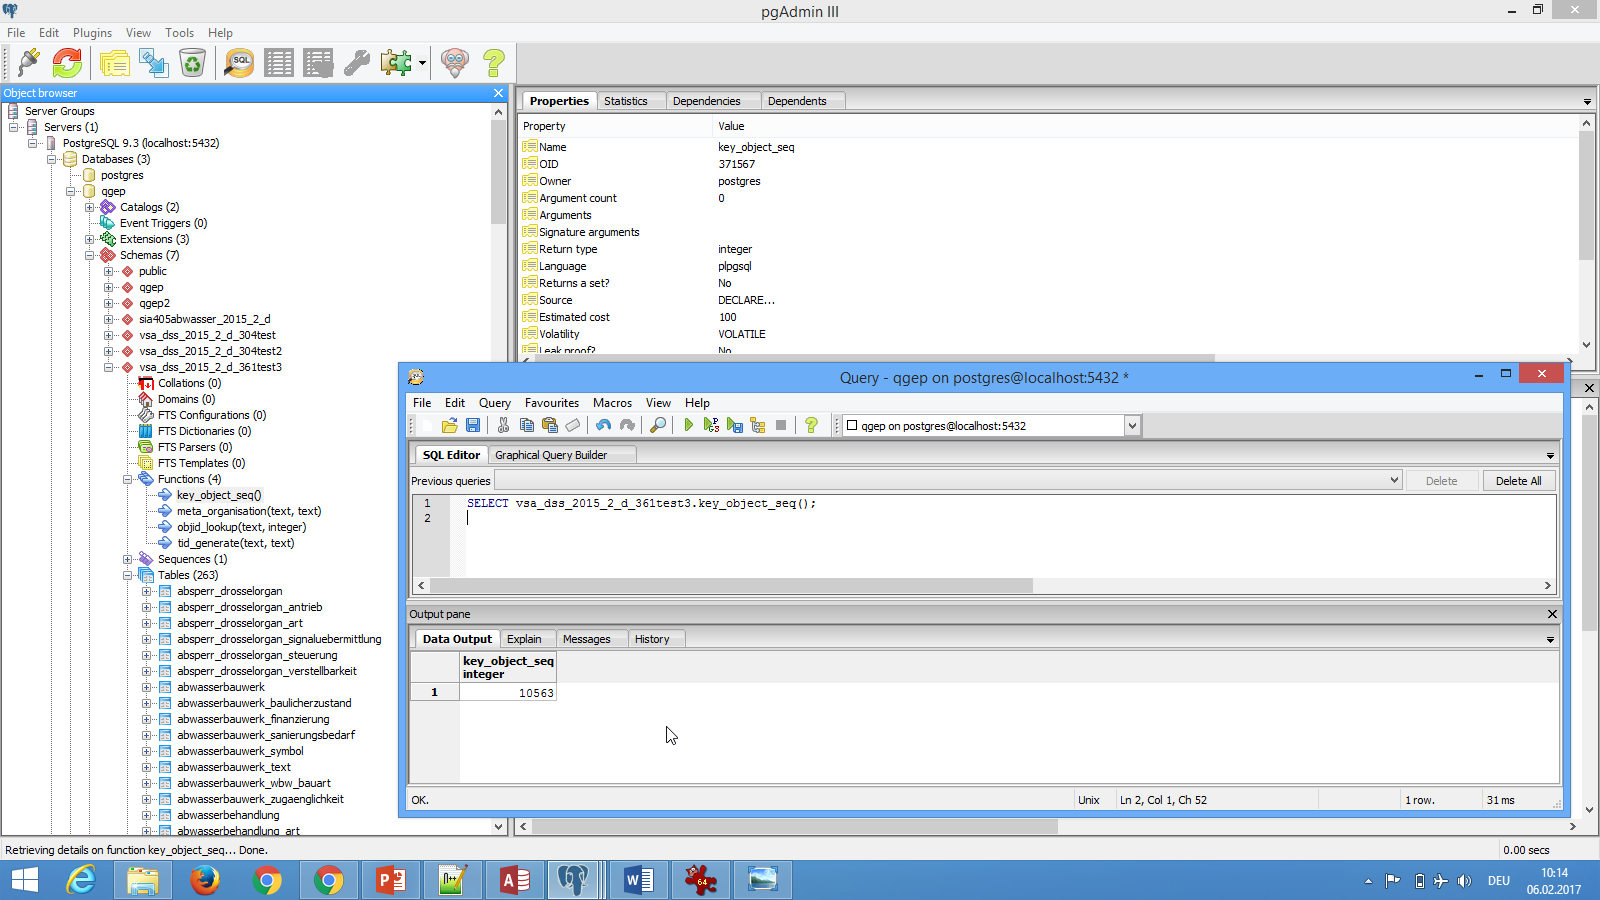 pgAdmin III
File Edit Plugins View Tools Help
SQL
Object browser
Server Groups
Servers (1)
PostgreSQL 9.3 (localhost:5432)
Databases (3)
postgres
qgep
Catalogs (2)
Event Triggers (0)
Extensions (3)
Schemas (7)
public
qgep
qgep2
sia405abwasser_2015_2_d
vsa_dss_2015_2_d_304test
vsa_dss_2015_2_d_304test2
vsa_dss_2015_2_d_361test3
Collations (0)
Domains (0)
FTS Configurations (0)
FTS Dictionaries (0)
FTS Parsers (0)
FTS Templates (0)
Functions (4)
key_object_seq()
meta_organisation(text, text)
objid_lookup(text, integer)
tid_generate(text, text)
Sequences (1)
Tables (263)
absperr_drosselorgan
absperr_drosselorgan_antrieb
absperr_drosselorgan_art
absperr_drosselorgan_signaluebermittlung
absperr_drosselorgan_steuerung
absperr_drosselorgan_verstellbarkeit
abwasserbauwerk
abwasserbauwerk_baulicherzustand
abwasserbauwerk_finanzierung
abwasserbauwerk_sanierungsbedarf
abwasserbauwerk_symbol
abwasserbauwerk_text
abwasserbauwerk_wbw_bauart
abwasserbauwerk_zugaenglichkeit
abwasserbehandlung
abwasserbehandlung_art
Properties Statistics Dependencies Dependents
Property Value
Name key_object_seq
OID 371567
Owner postgres
Argument count 0
Arguments
Signature arguments
Return type integer
Language plpgsql
Returns a set? No
Source DECLARE...
Estimated cost 100
Volatility VOLATILE
Leak proof? No
Query - qgep on postgres@localhost:5432 *
File Edit Query Favourites Macros View Help
qgep on postgres@localhost:5432
SQL Editor Graphical Query Builder
Previous queries Delete Delete All
1 SELECT vsa_dss_2015_2_d_361test3.key_object_seq();
2
Output pane
Data Output Explain Messages History
key_object_seq
integer
1 10563
OK. Unix Ln 2, Col 1, Ch 52 1 row. 31 ms
Retrieving details on function key_object_seq... Done. 0.00 secs
64
DEU
10:14
06.02.2017